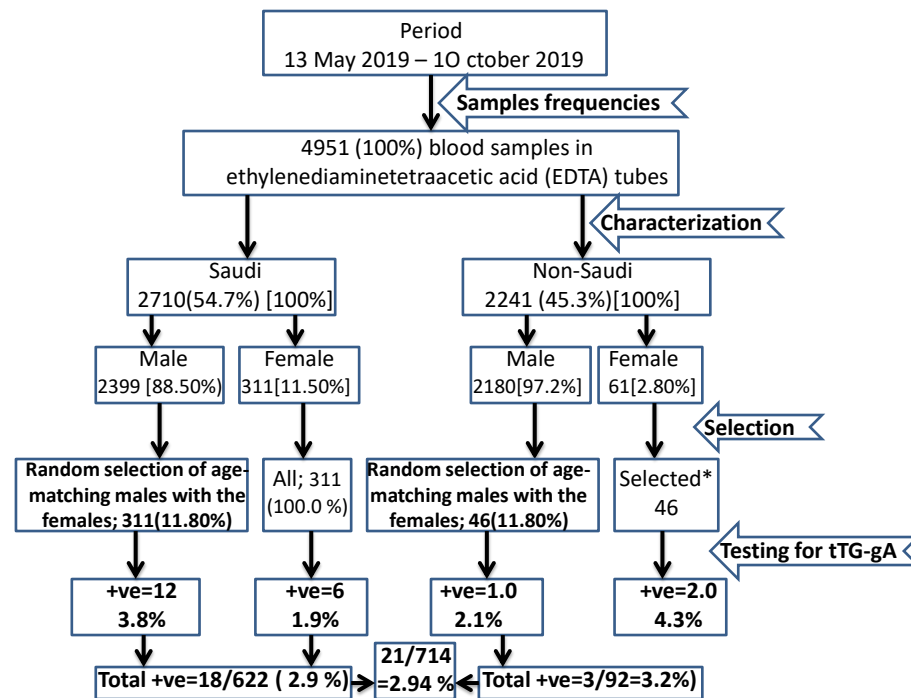 Period
13 May 2019 – 1O ctober 2019
Samples frequencies
4951 (100%) blood samples in
ethylenediaminetetraacetic acid (EDTA) tubes
Characterization
Saudi
2710(54.7%) [100%]
Non-Saudi
2241 (45.3%)[100%]
Male
2399 [88.50%)
Female
311[11.50%]
Male
2180[97.2%]
Female
61[2.80%]
Selection
Random selection of age-
matching males with the
females; 311(11.80%)
All; 311
(100.0 %)
Random selection of age-
matching males with the
females; 46(11.80%)
Selected*
46
Testing for tTG-gA
+ve=12
3.8%
+ve=6
1.9%
+ve=1.0
2.1%
+ve=2.0
4.3%
Total +ve=18/622 ( 2.9 %)
21/714
=2.94 %
Total +ve=3/92=3.2%)